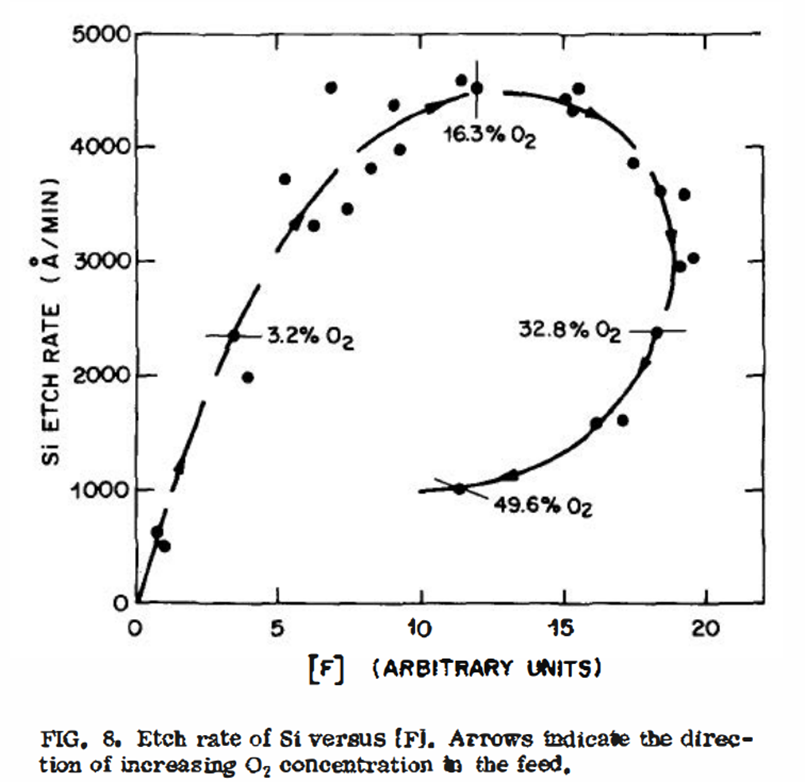 5000
4000
3000
2000
1000
0
Si ETCH RATE (Å/MIN)
16.3% O2
3.2% O2
32.8% O2
49.6% O2
0 5 10 15 20
[F] (ARBITRARY UNITS)
FIG. 8. Etch rate of Si versus [F]. Arrows indicate the direc-
tion of increasing O2 concentration in the feed.